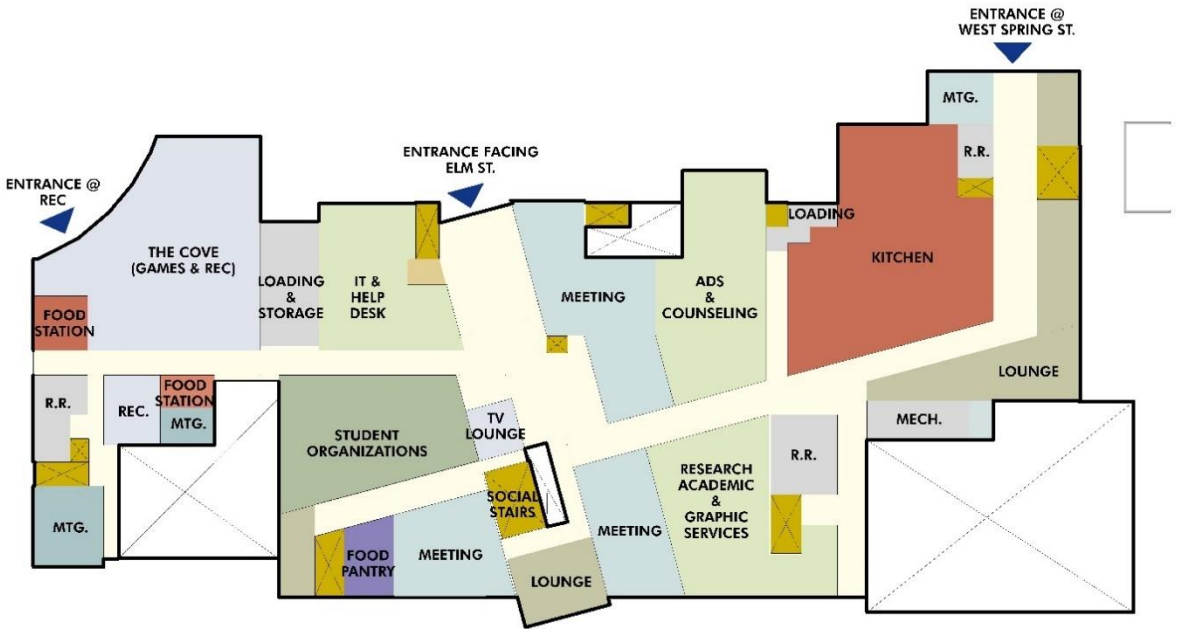 ENTRANCE @
WEST SPRING ST.
MTG.
ENTRANCE FACING
ELM ST.
R.R.
ENTRANCE @
REC
LOADING
THE COVE
(GAMES & REC)
KITCHEN
LOADING
&
STORAGE
IT &
HELP
DESK
MEETING
ADS
&
COUNSELING
FOOD
STATION
LOUNGE
R.R.
REC.
FOOD
STATION
MTG.
TV
LOUNGE
MECH.
STUDENT
ORGANIZATIONS
R.R.
RESEARCH
ACADEMIC
&
GRAPHIC
SERVICES
SOCIAL
STAIRS
MTG.
MEETING
FOOD
PANTRY
MEETING
LOUNGE